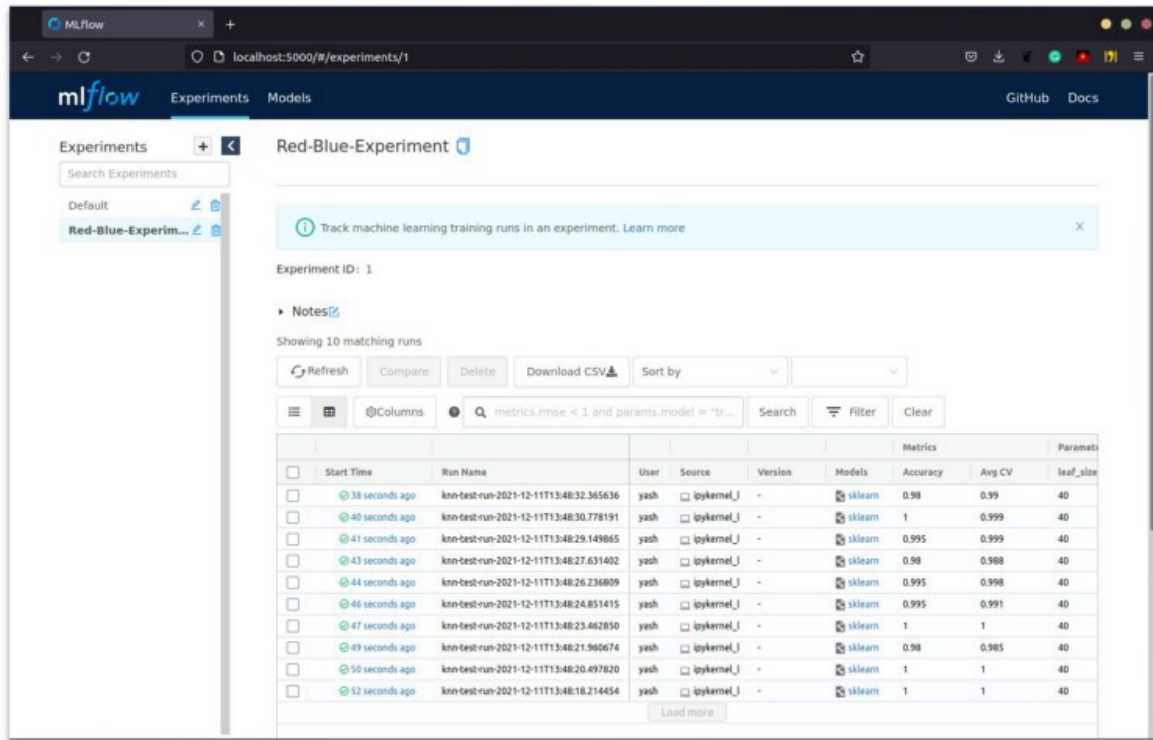 MLflow
localhost:5000/#/experiments/1
mlflow Experiments Models GitHub Docs
Experiments
Search Experiments
Default
Red-Blue-Experim...
Red-Blue-Experiment
Track machine learning training runs in an experiment. Learn more
Experiment ID: 1
Notes
Showing 10 matching runs
Refresh Compare Delete Download CSV Sort by
Columns metrics.rmse < 1 and params.model = "tr... Search Filter Clear
Metrics Paramete
Start Time Run Name User Source Version Models Accuracy Avg CV leaf_size
38 seconds ago knn-test-run-2021-12-11T13:48:32.365636 yash ipykernel_l - sklearn 0.98 0.99 40
40 seconds ago knn-test-run-2021-12-11T13:48:30.778191 yash ipykernel_l - sklearn 1 0.999 40
41 seconds ago knn-test-run-2021-12-11T13:48:29.149865 yash ipykernel_l - sklearn 0.995 0.999 40
43 seconds ago knn-test-run-2021-12-11T13:48:27.631402 yash ipykernel_l - sklearn 0.98 0.988 40
44 seconds ago knn-test-run-2021-12-11T13:48:26.236809 yash ipykernel_l - sklearn 0.995 0.998 40
46 seconds ago knn-test-run-2021-12-11T13:48:24.851415 yash ipykernel_l - sklearn 0.995 0.991 40
47 seconds ago knn-test-run-2021-12-11T13:48:23.462850 yash ipykernel_l - sklearn 1 1 40
49 seconds ago knn-test-run-2021-12-11T13:48:21.960674 yash ipykernel_l - sklearn 0.98 0.985 40
50 seconds ago knn-test-run-2021-12-11T13:48:20.497820 yash ipykernel_l - sklearn 1 1 40
52 seconds ago knn-test-run-2021-12-11T13:48:18.214454 yash ipykernel_l - sklearn 1 1 40
Load more